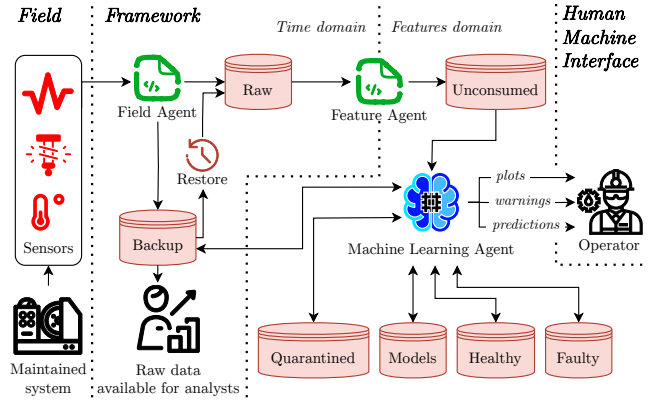 Field
Framework
Human
Machine
Interface
Time domain
Features domain
Field Agent
Raw
Feature Agent
Unconsumed
Restore
Sensors
Backup
plots
warnings
predictions
Machine Learning Agent
Operator
Maintained
system
Raw data
available for analysts
Quarantined
Models
Healthy
Faulty